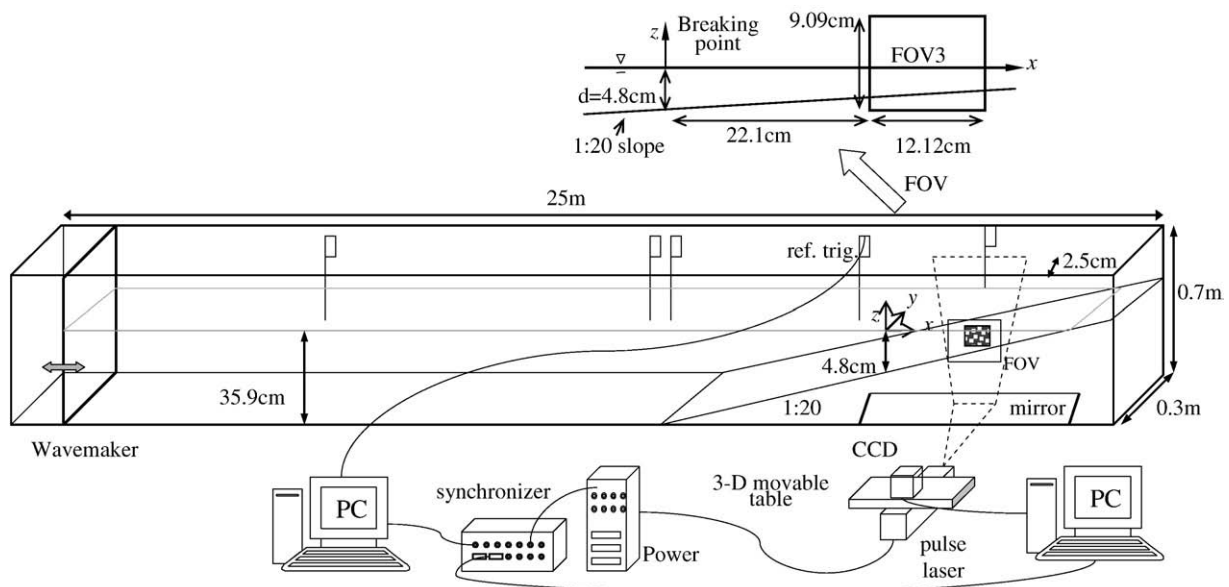 9.09cm
Breaking
point
z
FOV3
x
d=4.8cm
22.1cm
12.12cm
1:20 slope
FOV
25m
ref. trig.
2.5cm
0.7m
y
z
x
4.8cm
FOV
35.9cm
1:20
mirror
0.3m
Wavemaker
CCD
synchronizer
3-D movable
table
PC
PC
Power
pulse
laser